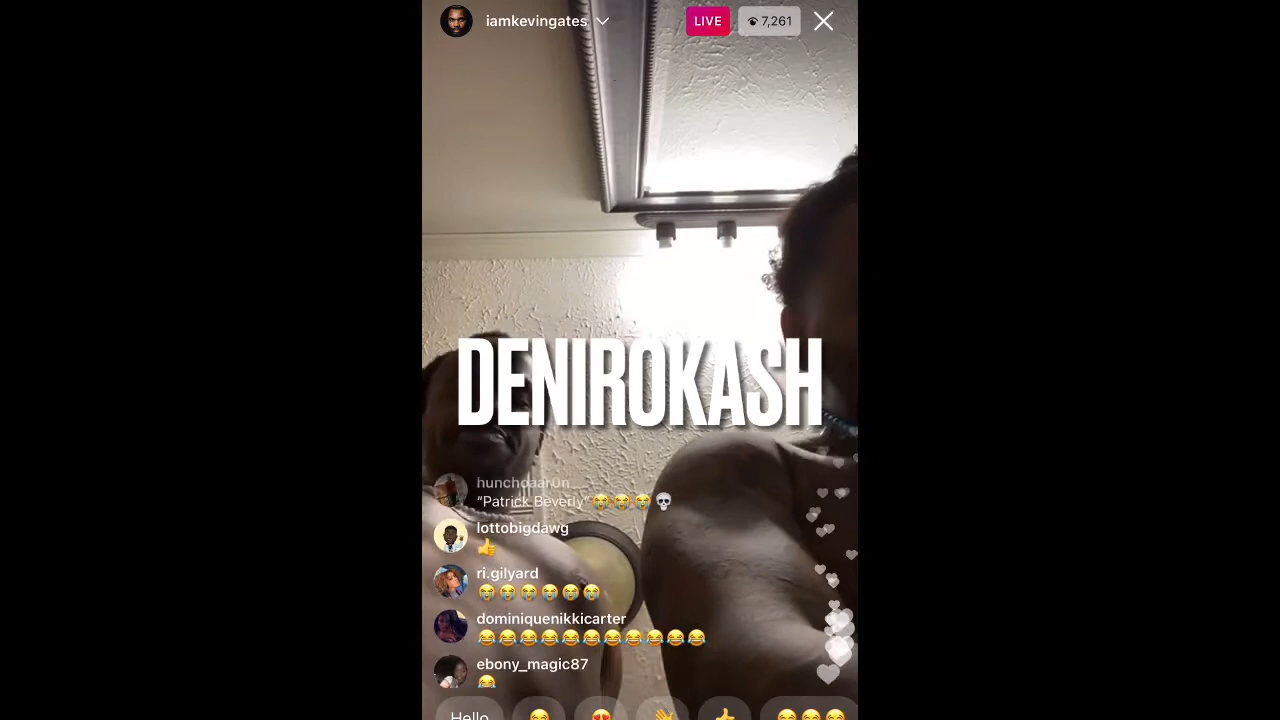 iamkevingates
LIVE
7,261
DENIROKASH
hunchoaar0n
“Patrick Beverly”😭😭😭💀
lottobigdawg
👍
ri.gilyard
😭😭😭😭😭😭
dominiquenikkicarter
😂😂😂😂😂😂😂😂😂😂😂
ebony_magic87
😂
Hello